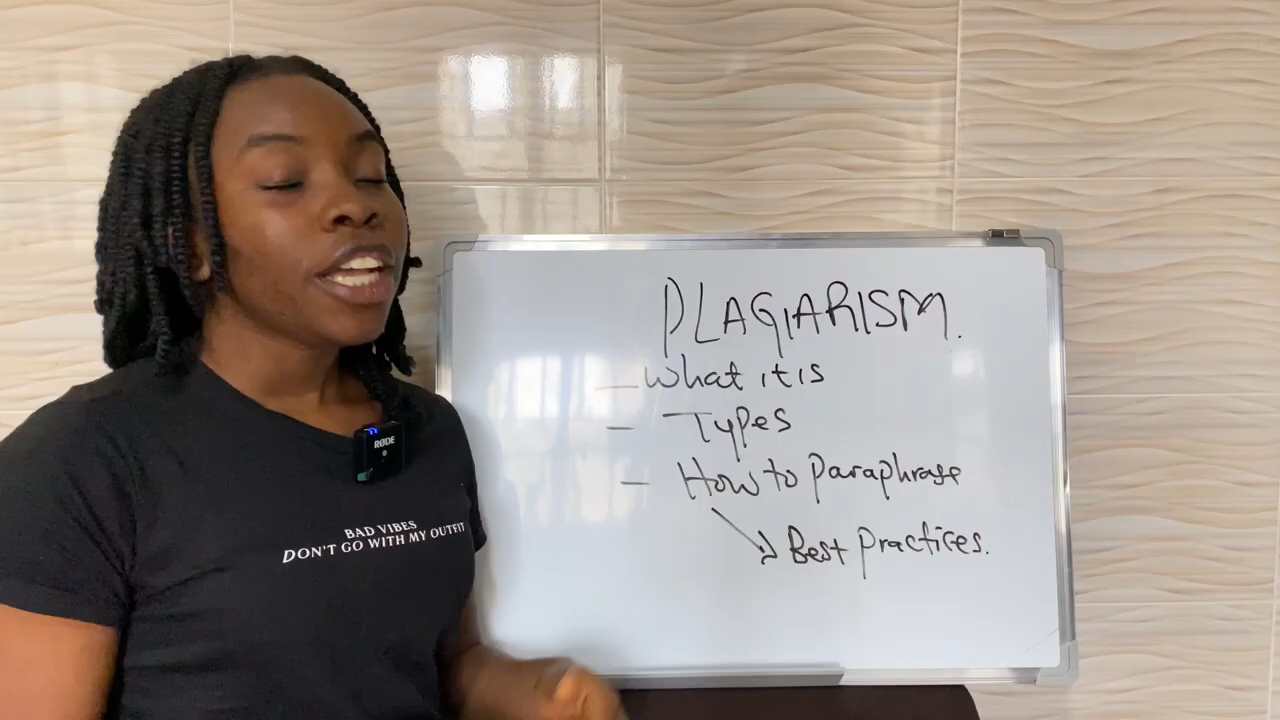 PLAGIARISM.
- What it is
- Types
- How to Paraphrase
Best Practices.
RØDE
BAD VIBES
DON'T GO WITH MY OUTFIT